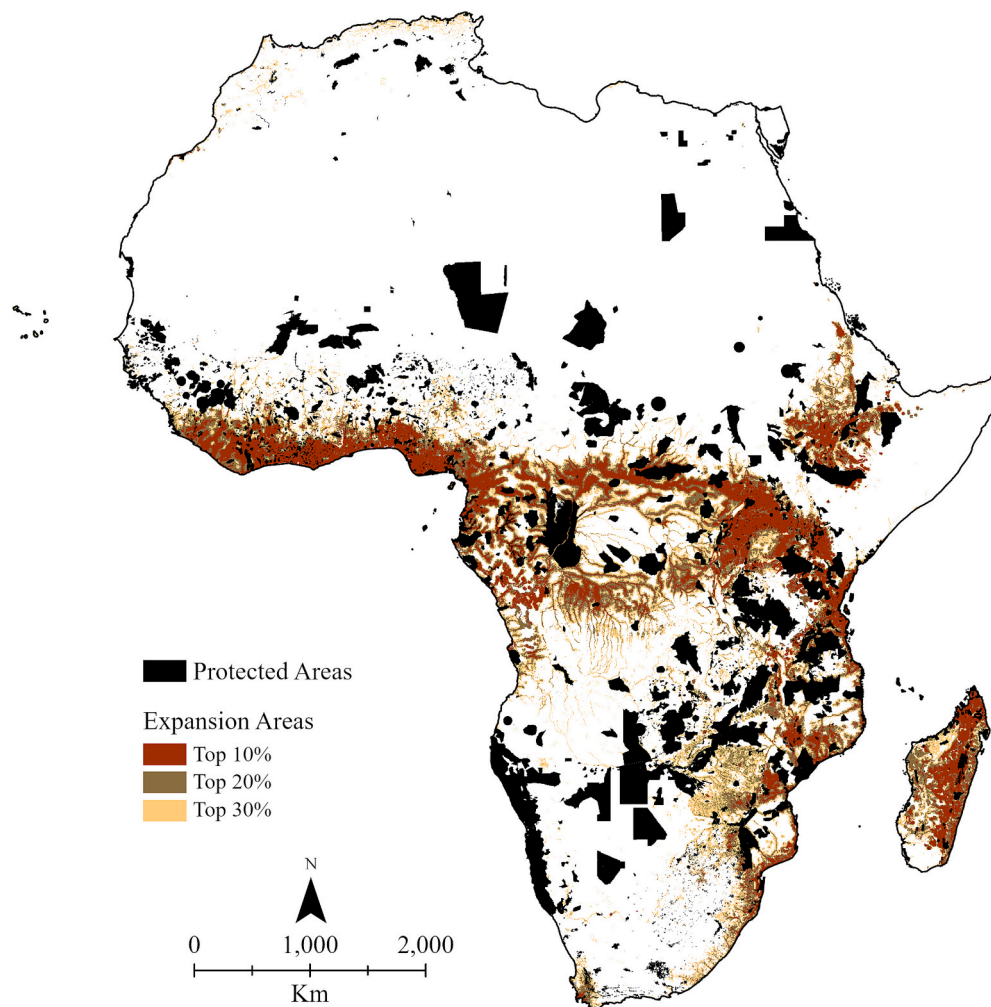 Protected Areas
Expansion Areas
Top 10%
Top 20%
Top 30%
N
0 1,000 2,000
Km